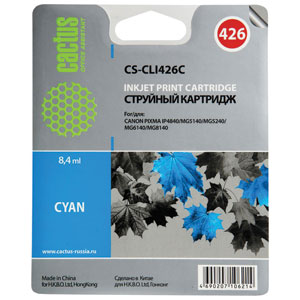 cactus
426
CS-CLI426C
INKJET PRINT CARTRIDGE
СТРУЙНЫЙ КАРТРИДЖ
For/для:
CANON PIXMA IP4840/MG5140/MG5240/
MG6140/MG8140
8,4 ml
CYAN
www.cactus-russia.ru
Made in China
for H.K.B.O. Ltd., HongKong
Сделано в Китае
для H.K.B.O. Ltd., Гонконг
4 690207 106214